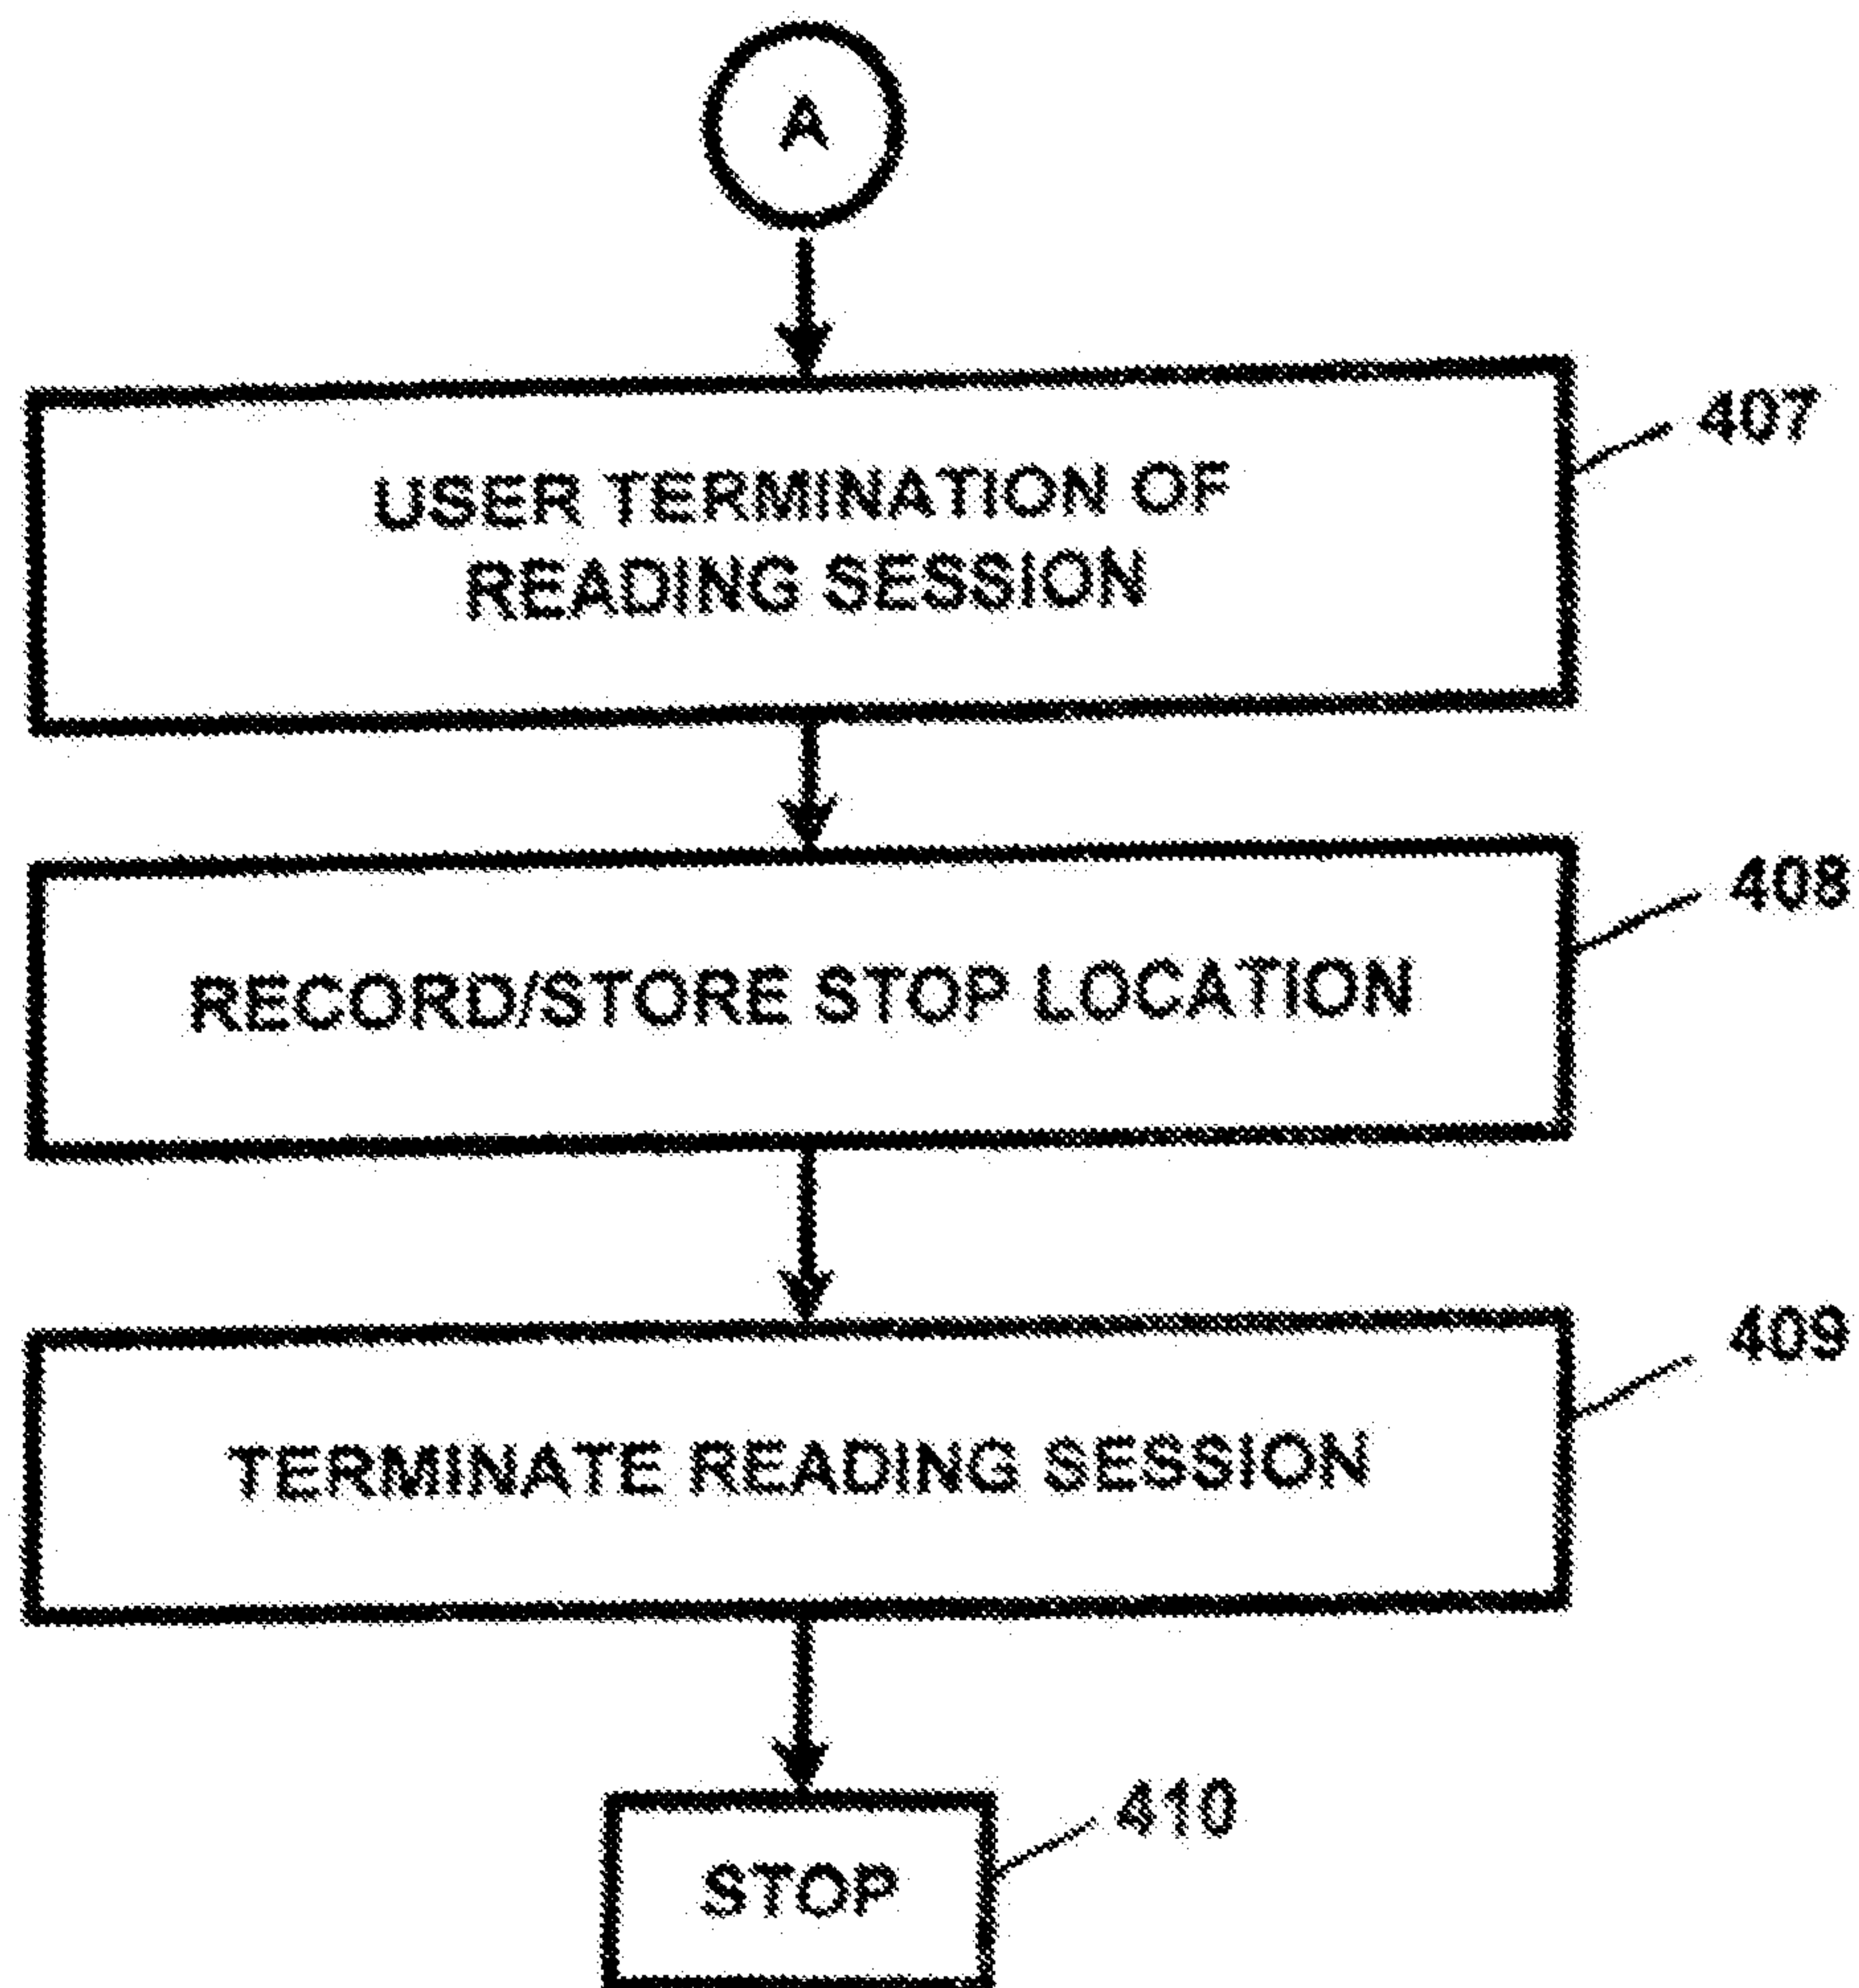 A
407
USER TERMINATION OF
READING SESSION
408
RECORD/STORE STOP LOCATION
409
TERMINATE READING SESSION
410
STOP